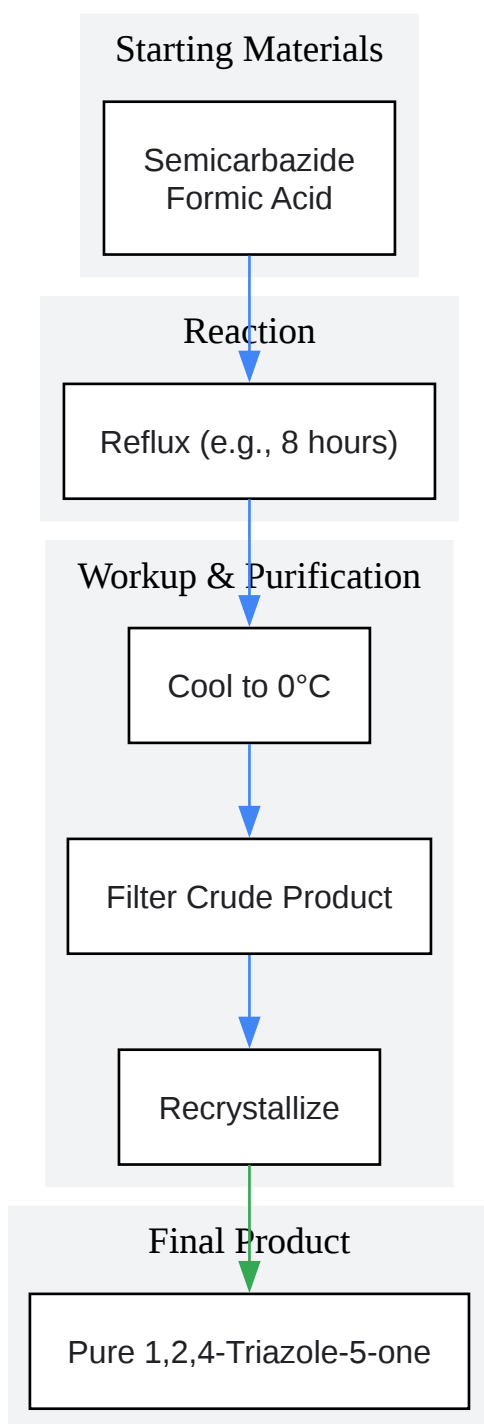 Starting Materials
Semicarbazide
Formic Acid
Reaction
Reflux (e.g., 8 hours)
Workup & Purification
Cool to 0°C
Filter Crude Product
Recrystallize
Final Product
Pure 1,2,4-Triazole-5-one